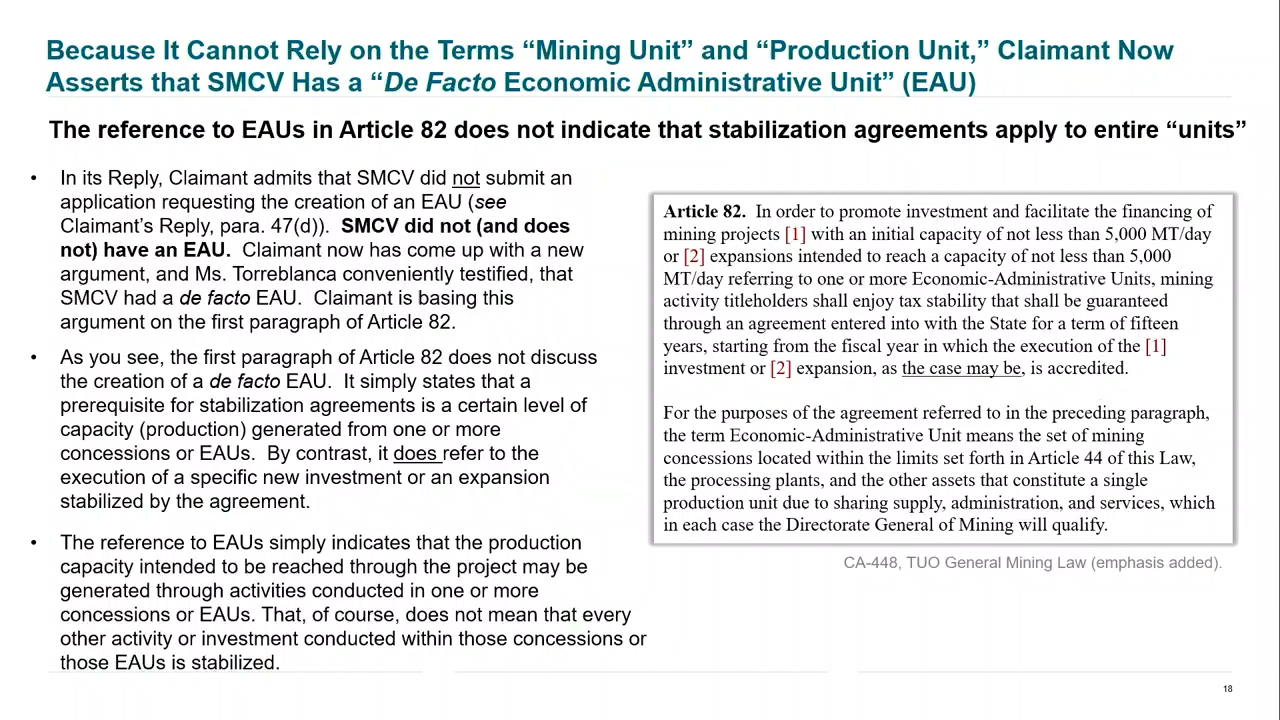 Because It Cannot Rely on the Terms “Mining Unit” and “Production Unit,” Claimant Now
Asserts that SMCV Has a “De Facto Economic Administrative Unit” (EAU)
The reference to EAUs in Article 82 does not indicate that stabilization agreements apply to entire “units”
• In its Reply, Claimant admits that SMCV did not submit an
application requesting the creation of an EAU (see
Claimant’s Reply, para. 47(d)). SMCV did not (and does
not) have an EAU. Claimant now has come up with a new
argument, and Ms. Torreblanca conveniently testified, that
SMCV had a de facto EAU. Claimant is basing this
argument on the first paragraph of Article 82.
• As you see, the first paragraph of Article 82 does not discuss
the creation of a de facto EAU. It simply states that a
prerequisite for stabilization agreements is a certain level of
capacity (production) generated from one or more
concessions or EAUs. By contrast, it does refer to the
execution of a specific new investment or an expansion
stabilized by the agreement.
• The reference to EAUs simply indicates that the production
capacity intended to be reached through the project may be
generated through activities conducted in one or more
concessions or EAUs. That, of course, does not mean that every
other activity or investment conducted within those concessions or
those EAUs is stabilized.
Article 82. In order to promote investment and facilitate the financing of
mining projects [1] with an initial capacity of not less than 5,000 MT/day
or [2] expansions intended to reach a capacity of not less than 5,000
MT/day referring to one or more Economic-Administrative Units, mining
activity titleholders shall enjoy tax stability that shall be guaranteed
through an agreement entered into with the State for a term of fifteen
years, starting from the fiscal year in which the execution of the [1]
investment or [2] expansion, as the case may be, is accredited.
For the purposes of the agreement referred to in the preceding paragraph,
the term Economic-Administrative Unit means the set of mining
concessions located within the limits set forth in Article 44 of this Law,
the processing plants, and the other assets that constitute a single
production unit due to sharing supply, administration, and services, which
in each case the Directorate General of Mining will qualify.
CA-448, TUO General Mining Law (emphasis added).
18